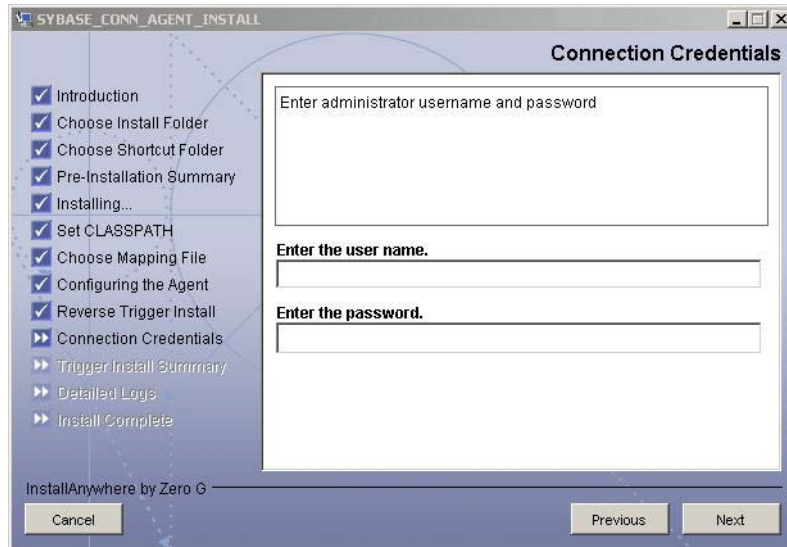 SYBASE_CONN_AGENT_INSTALL
Connection Credentials
Introduction
Choose Install Folder
Choose Shortcut Folder
Pre-Installation Summary
Installing...
Set CLASSPATH
Choose Mapping File
Configuring the Agent
Reverse Trigger Install
Connection Credentials
Trigger Install Summary
Detailed Logs
Install Complete
Enter administrator username and password
Enter the user name.
Enter the password.
InstallAnywhere by Zero G
Cancel
Previous
Next